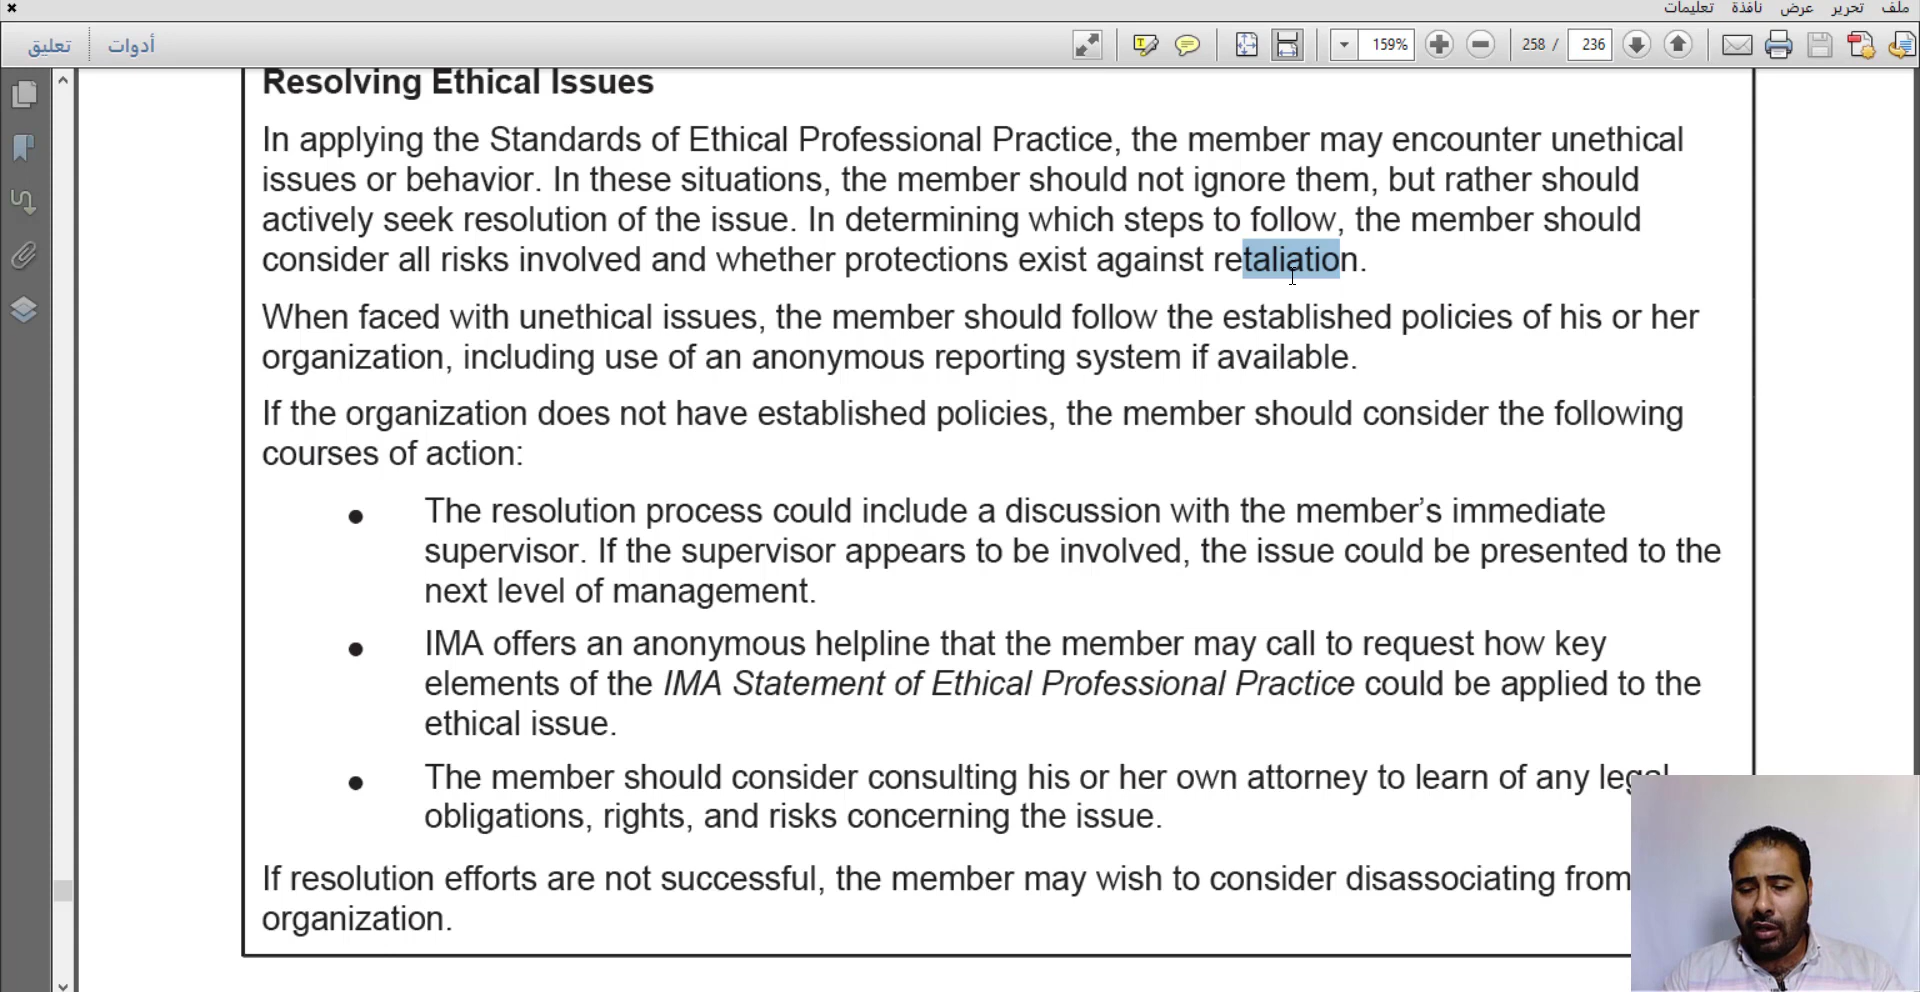 ملف تحرير عرض نافذة تعليمات
258 / 236 159% أدوات تعليق
Resolving Ethical Issues
In applying the Standards of Ethical Professional Practice, the member may encounter unethical
issues or behavior. In these situations, the member should not ignore them, but rather should
actively seek resolution of the issue. In determining which steps to follow, the member should
consider all risks involved and whether protections exist against retaliation.
When faced with unethical issues, the member should follow the established policies of his or her
organization, including use of an anonymous reporting system if available.
If the organization does not have established policies, the member should consider the following
courses of action:
● The resolution process could include a discussion with the member’s immediate
supervisor. If the supervisor appears to be involved, the issue could be presented to the
next level of management.
● IMA offers an anonymous helpline that the member may call to request how key
elements of the IMA Statement of Ethical Professional Practice could be applied to the
ethical issue.
● The member should consider consulting his or her own attorney to learn of any legal
obligations, rights, and risks concerning the issue.
If resolution efforts are not successful, the member may wish to consider disassociating from
organization.